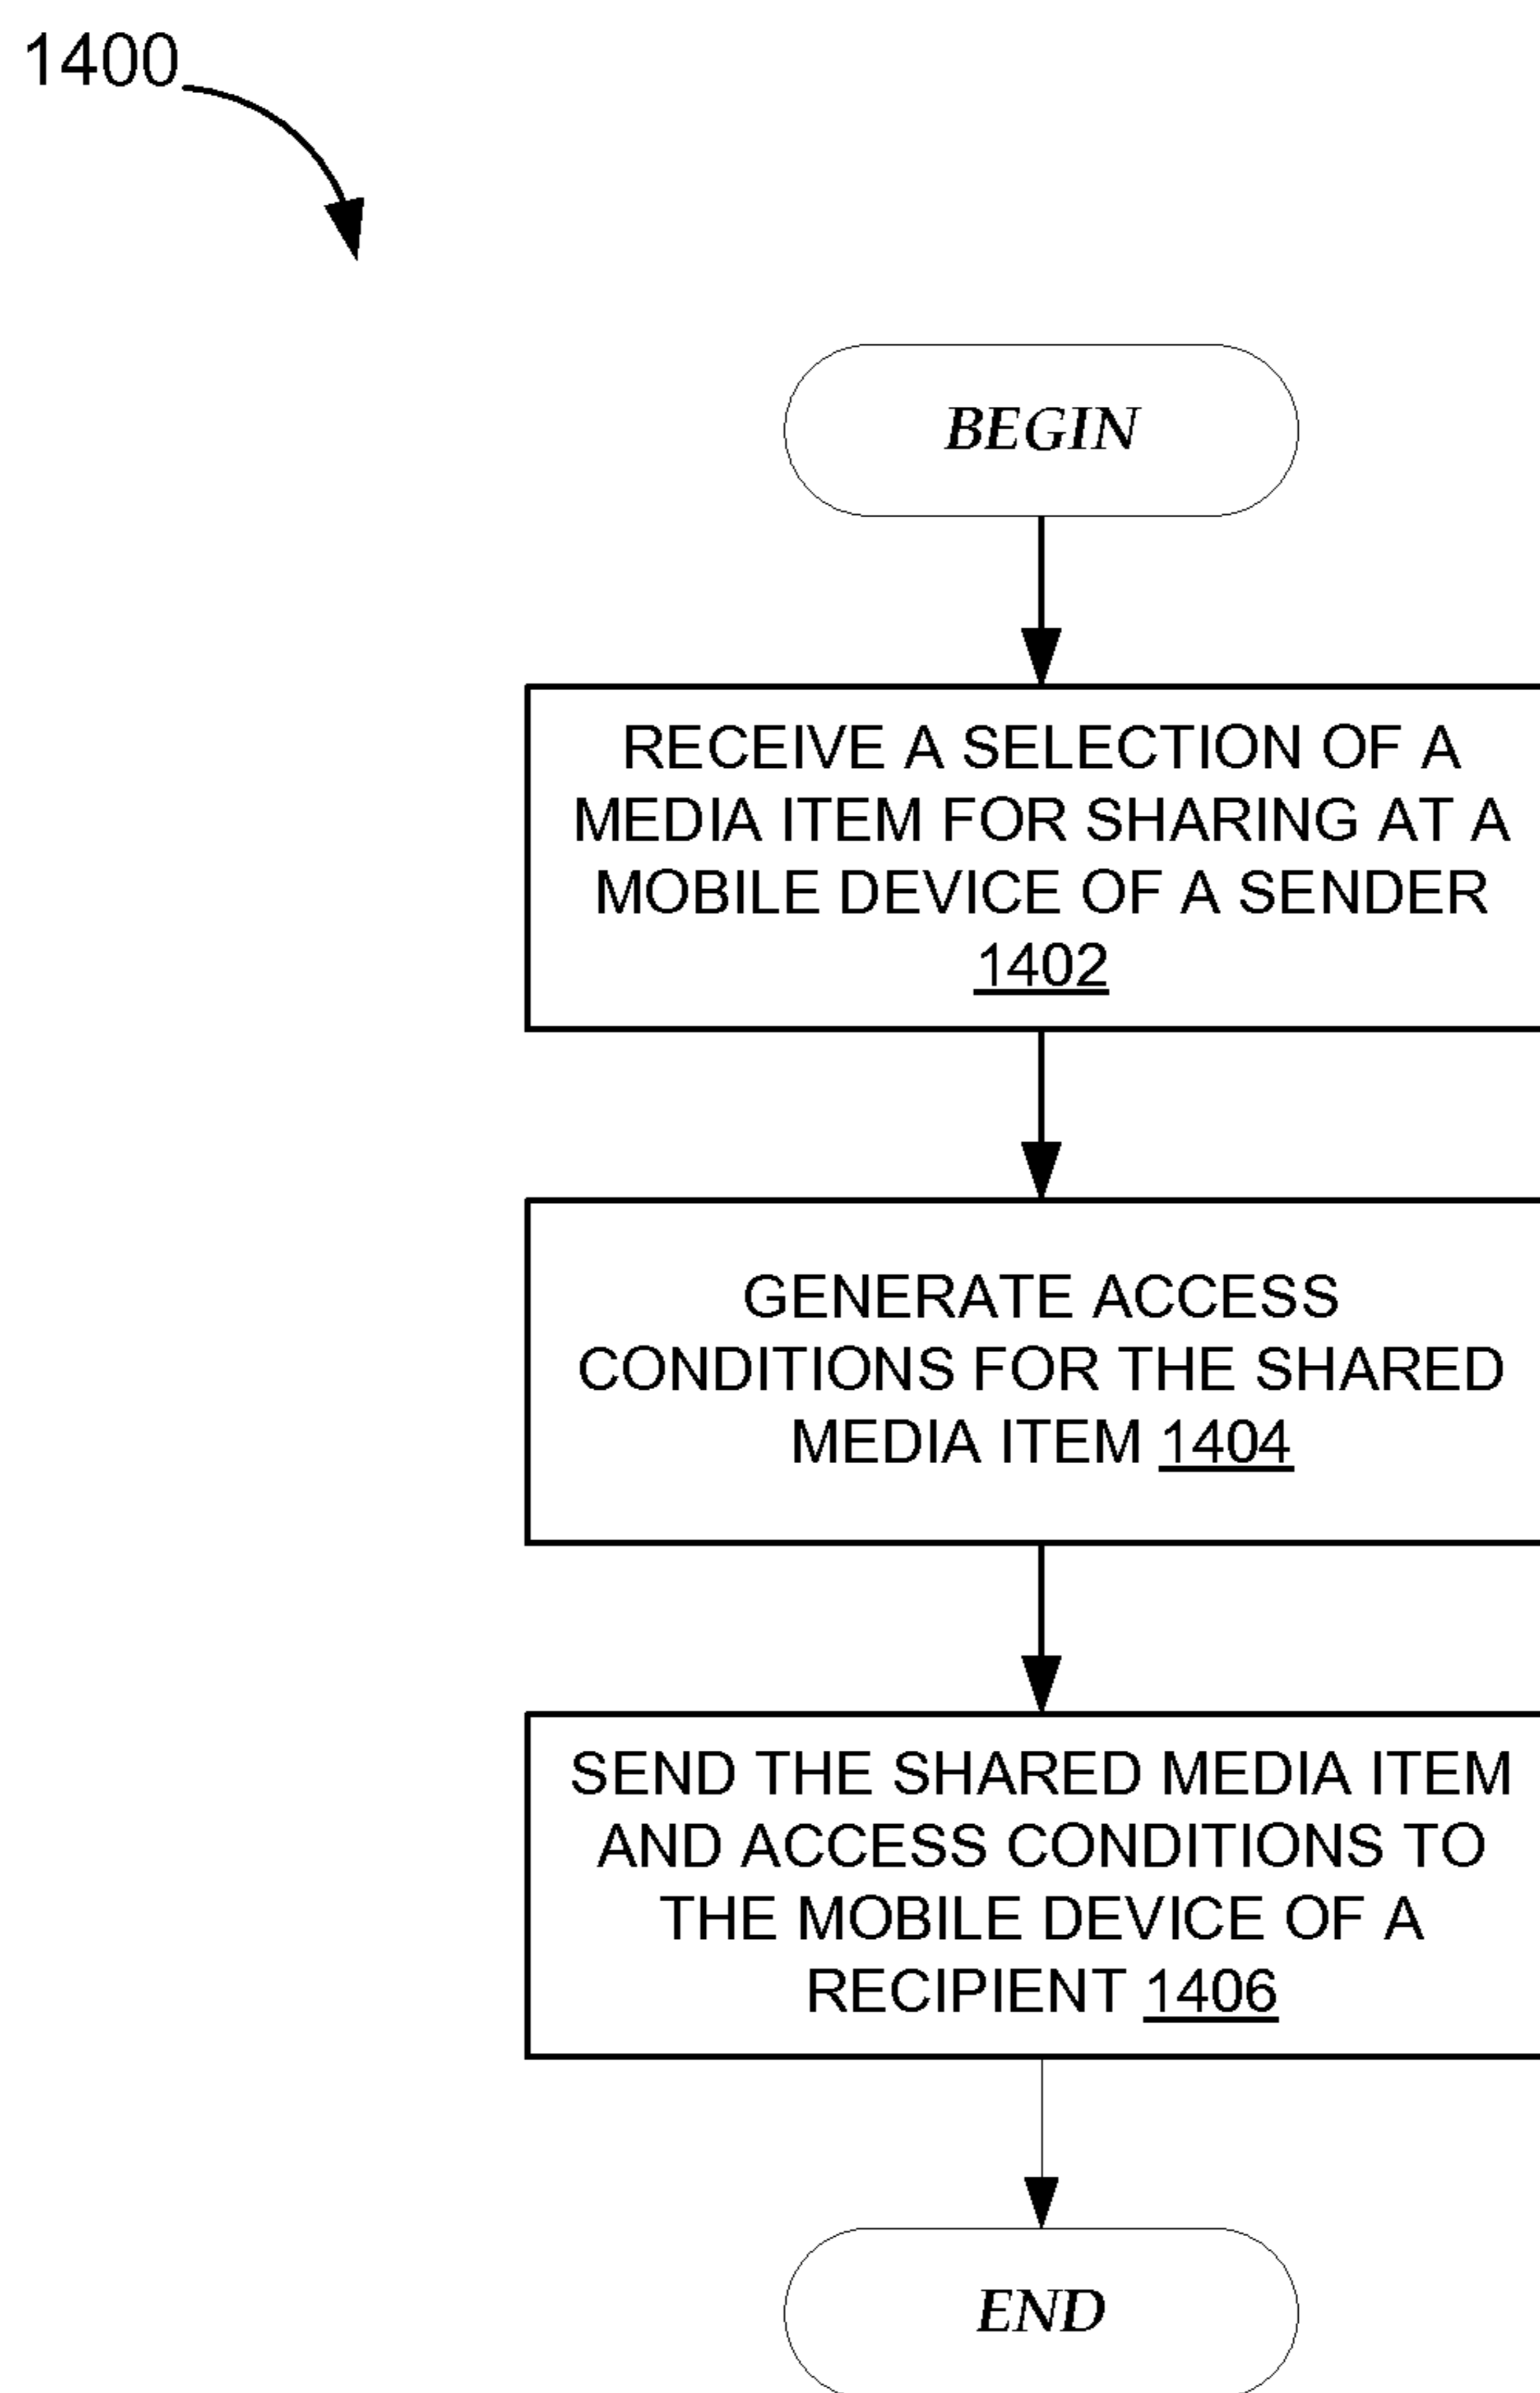 1400
BEGIN
RECEIVE A SELECTION OF A
MEDIA ITEM FOR SHARING AT A
MOBILE DEVICE OF A SENDER
1402
GENERATE ACCESS
CONDITIONS FOR THE SHARED
MEDIA ITEM 1404
SEND THE SHARED MEDIA ITEM
AND ACCESS CONDITIONS TO
THE MOBILE DEVICE OF A
RECIPIENT 1406
END